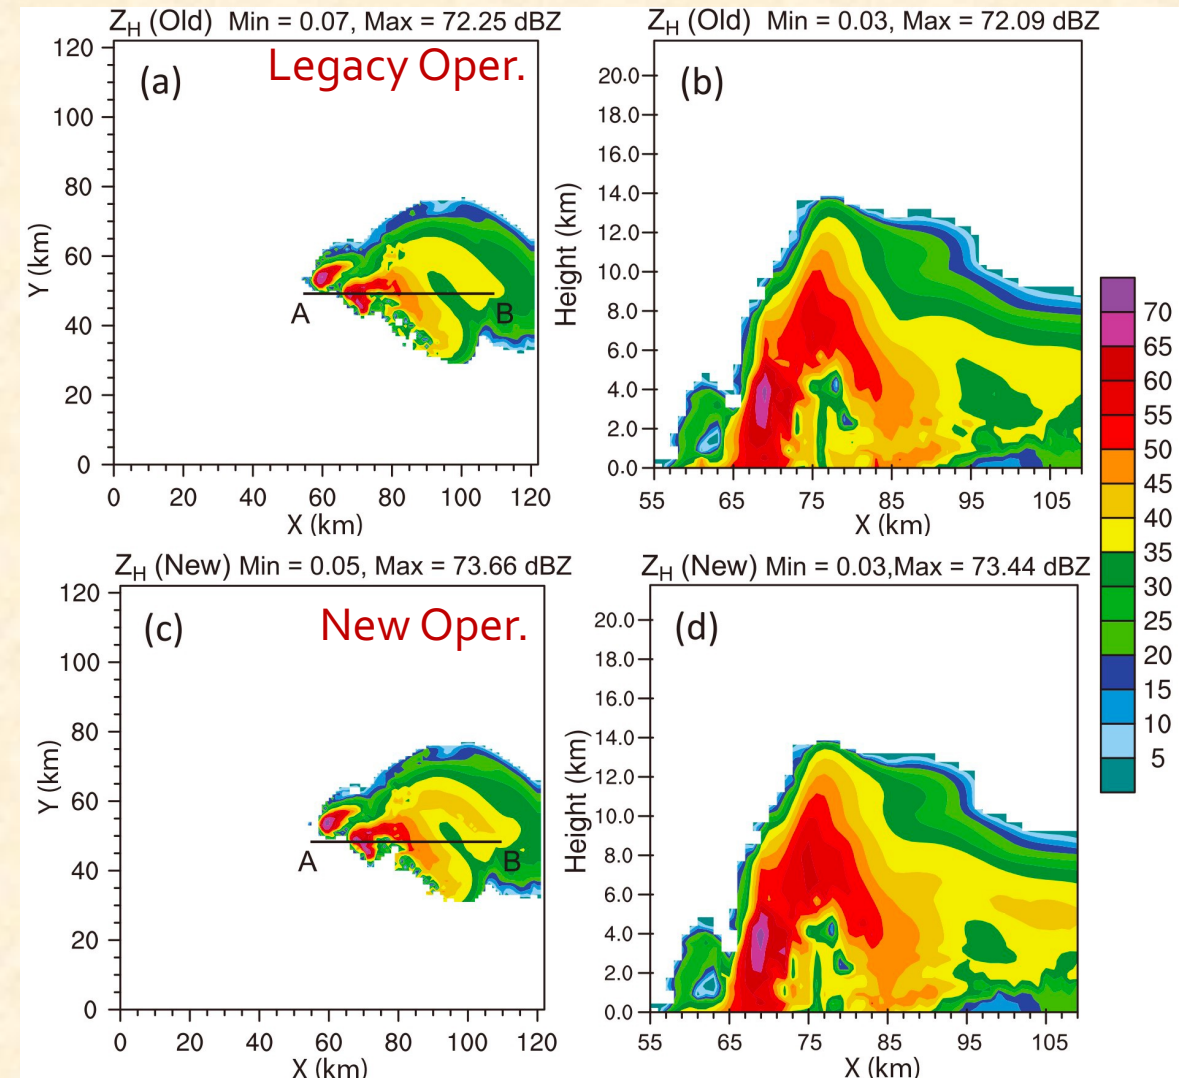 Z_H (Old) Min = 0.07, Max = 72.25 dBZ
Legacy Oper.
(a)
Y (km)
120
100
80
60
40
20
0
A
B
0 20 40 60 80 100 120
X (km)
Z_H (Old) Min = 0.03, Max = 72.09 dBZ
(b)
Height (km)
20.0
18.0
16.0
14.0
12.0
10.0
8.0
6.0
4.0
2.0
0.0
55 65 75 85 95 105
X (km)
70
65
60
55
50
45
40
35
30
25
20
15
10
5
Z_H (New) Min = 0.05, Max = 73.66 dBZ
New Oper.
(c)
Y (km)
120
100
80
60
40
20
0
A
B
0 20 40 60 80 100 120
X (km)
Z_H (New) Min = 0.03,Max = 73.44 dBZ
(d)
Height (km)
20.0
18.0
16.0
14.0
12.0
10.0
8.0
6.0
4.0
2.0
0.0
55 65 75 85 95 105
X (km)